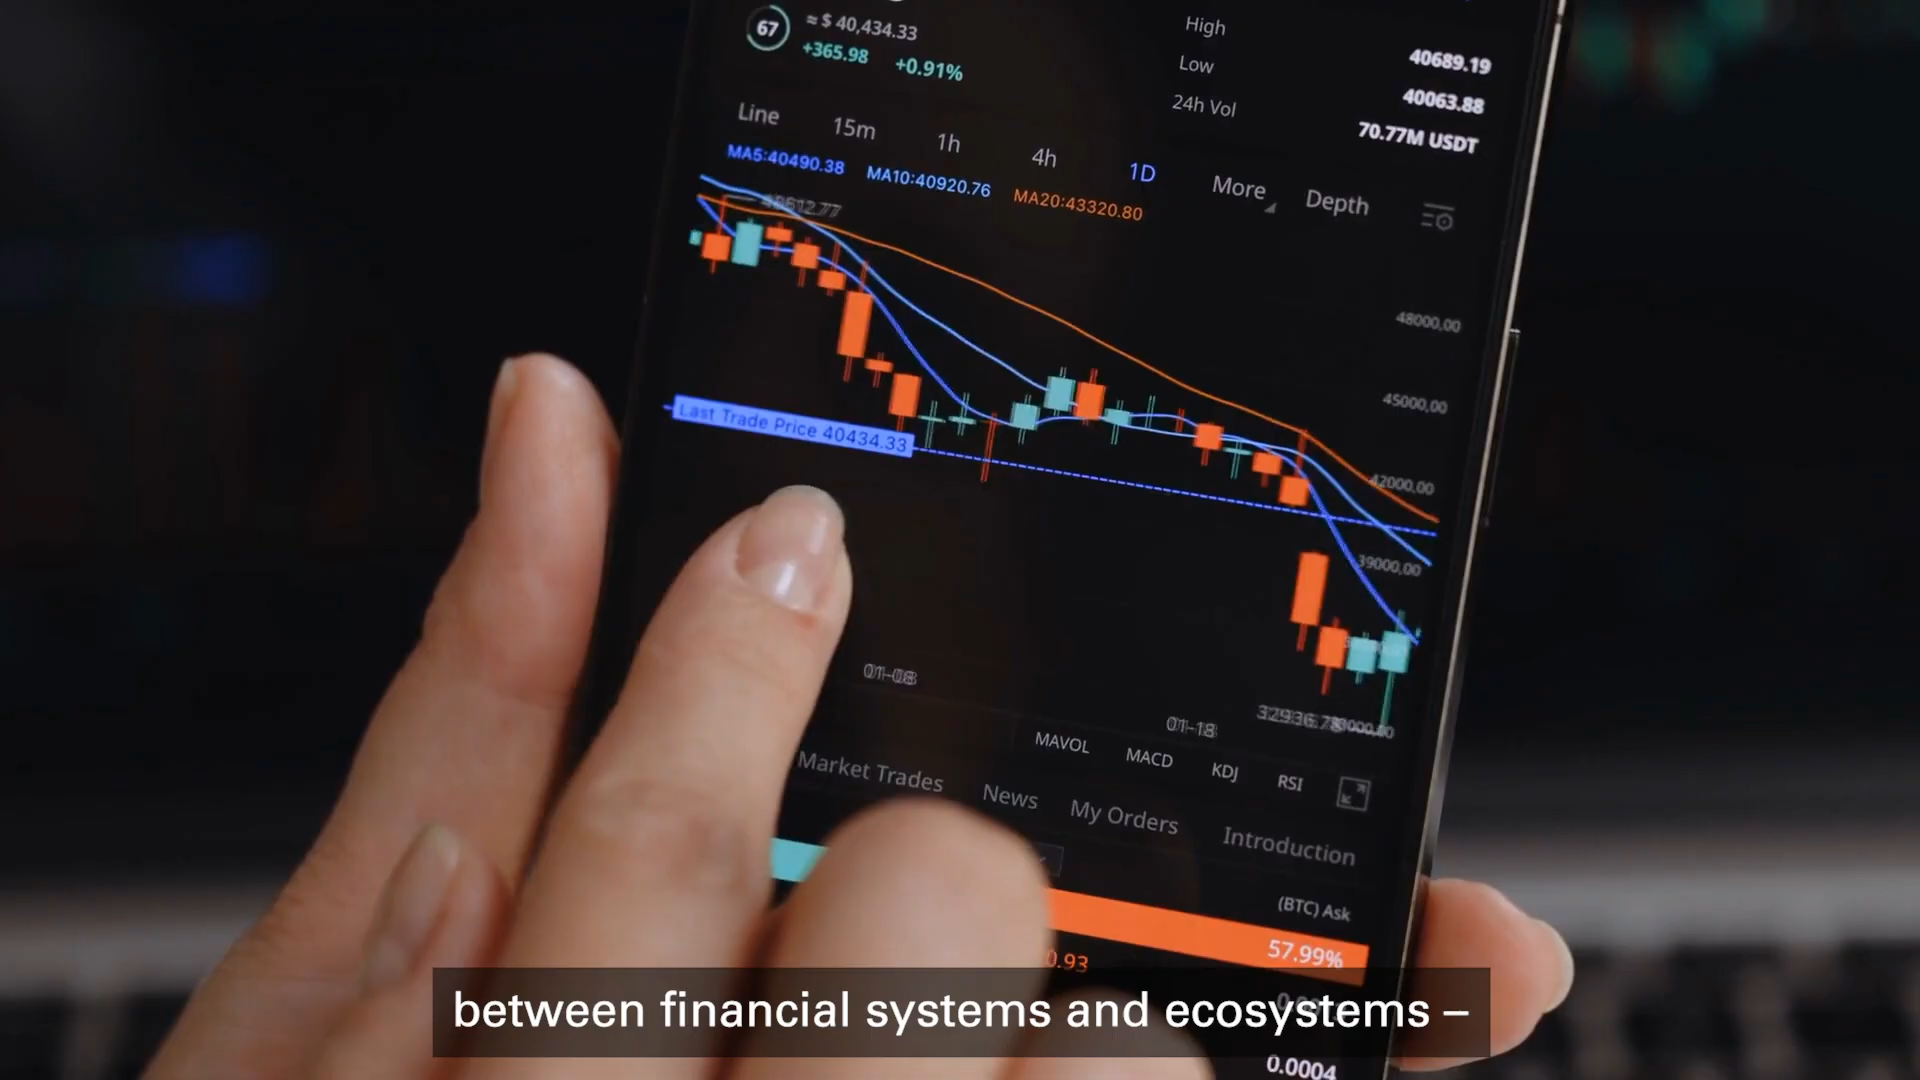 67
≈ $ 40,434.33
+365.98 +0.91%
High 40689.19
Low 40063.88
24h Vol 70.77M USDT
Line 15m 1h 4h 1D More Depth
MA5:40490.38 MA10:40920.76 MA20:43320.80
48000,00
45000,00
Last Trade Price 40434.33
42000,00
39000,00
01-18
MAVOL MACD KDJ RSI
Market Trades News My Orders Introduction
(BTC) Ask
57.99%
0.93
between financial systems and ecosystems –
0.0004